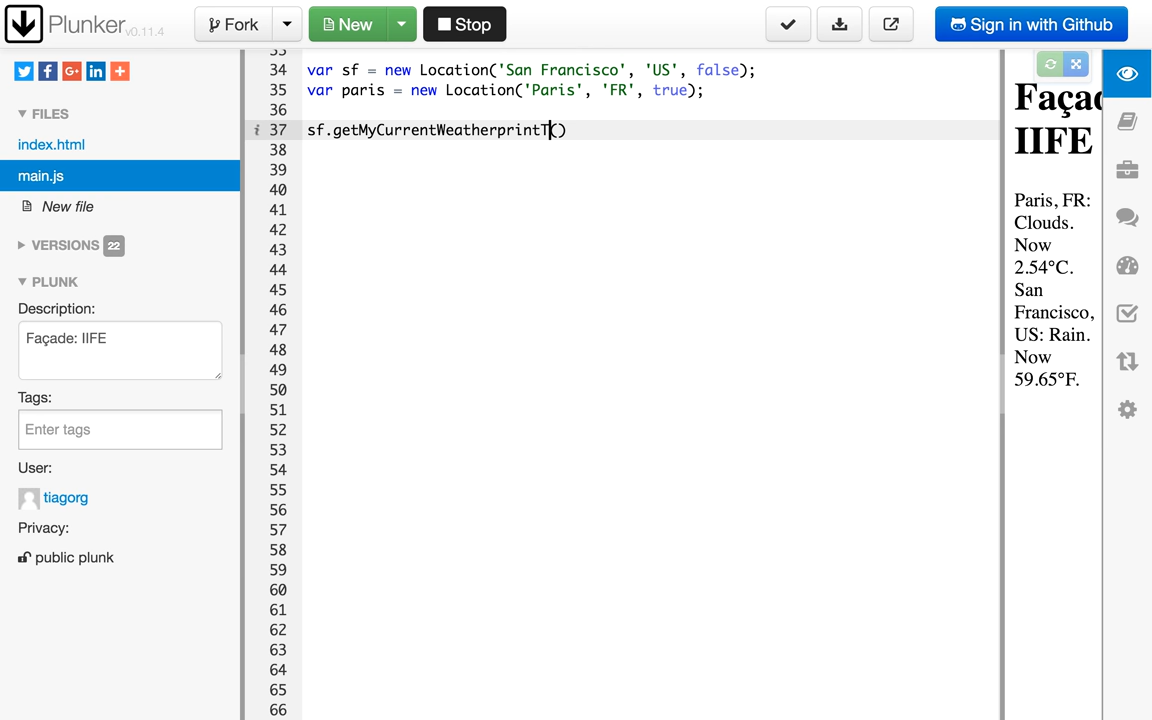 Plunker v0.11.4
Fork
New
Stop
Sign in with Github
FILES
index.html
main.js
New file
VERSIONS 22
PLUNK
Description:
Façade: IIFE
Tags:
Enter tags
User:
tiagorg
Privacy:
public plunk
33
34 var sf = new Location('San Francisco', 'US', false);
35 var paris = new Location('Paris', 'FR', true);
36
i 37 sf.getMyCurrentWeatherprintT()
38
39
40
41
42
43
44
45
46
47
48
49
50
51
52
53
54
55
56
57
58
59
60
61
62
63
64
65
66
Façad
IIFE
Paris, FR:
Clouds.
Now
2.54°C.
San
Francisco,
US: Rain.
Now
59.65°F.